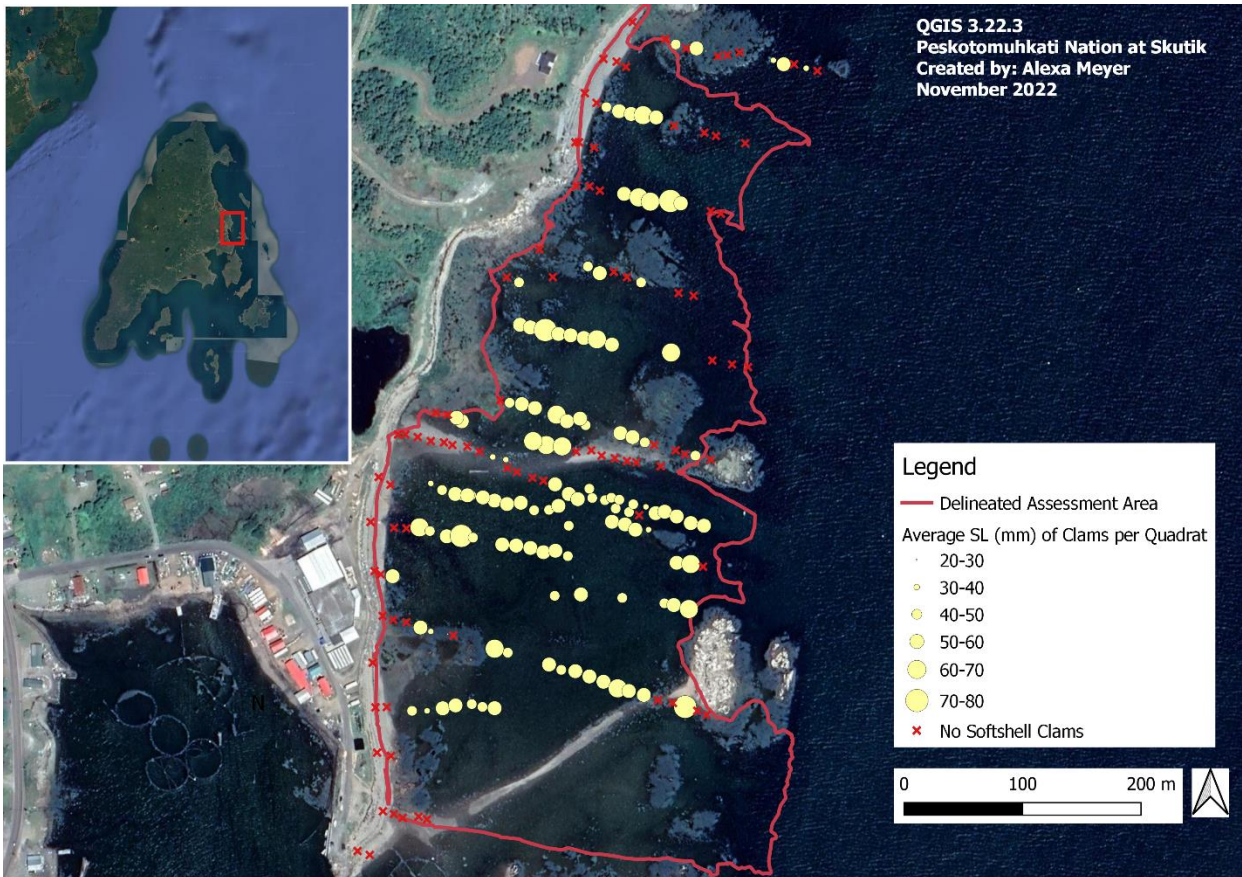 QGIS 3.22.3
Peskotomuhkati Nation at Skutik
Created by: Alexa Meyer
November 2022
Legend
Delineated Assessment Area
Average SL (mm) of Clams per Quadrat
20-30
30-40
40-50
50-60
60-70
70-80
No Softshell Clams
0 100 200 m
N